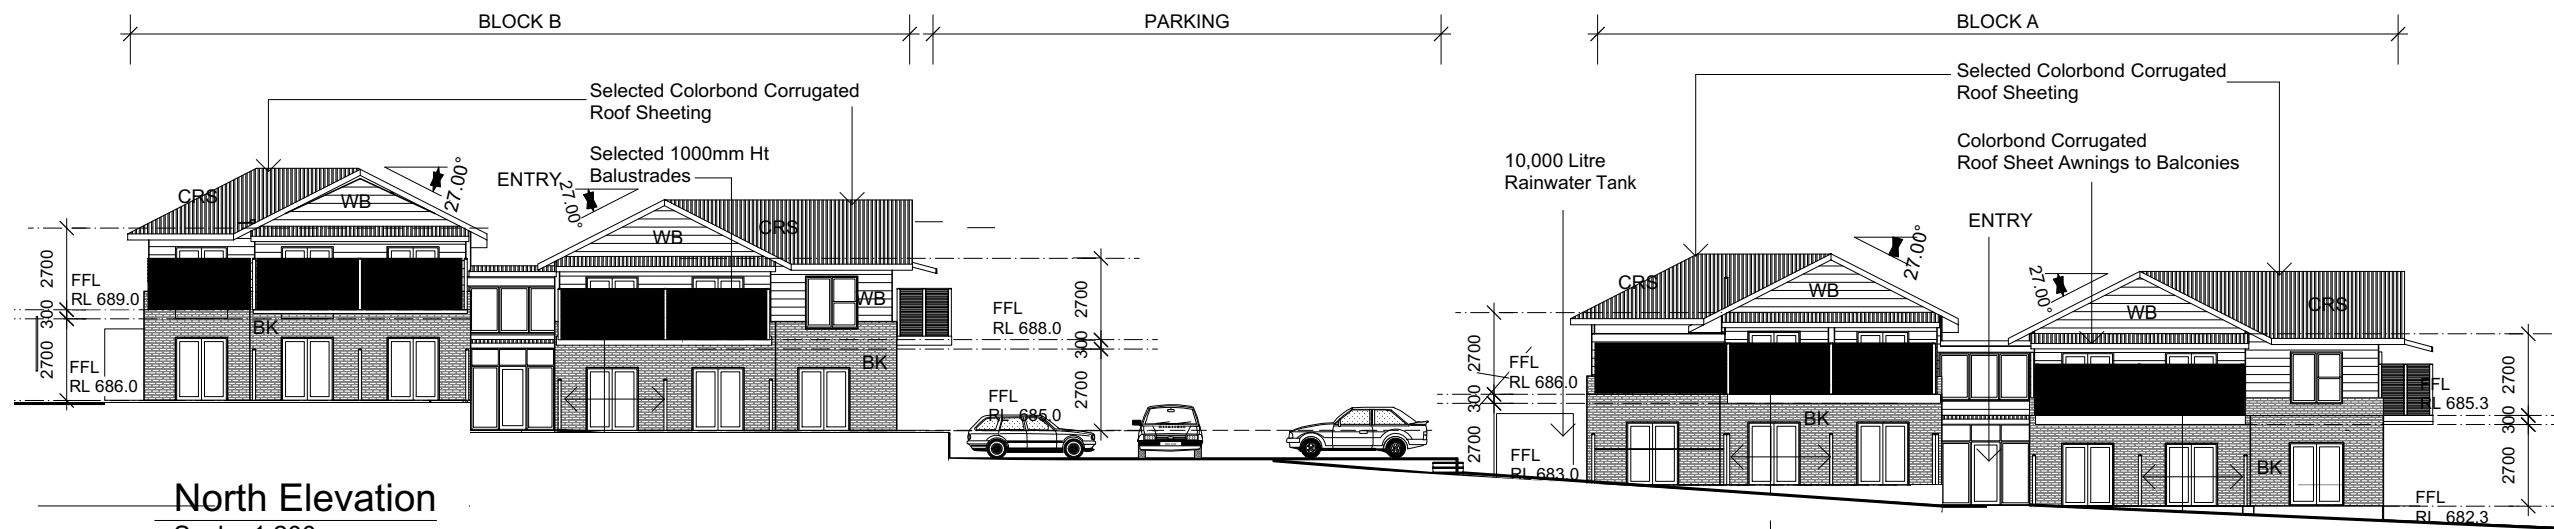 BLOCK B
PARKING
BLOCK A
Selected Colorbond Corrugated
Roof Sheeting
Selected 1000mm Ht
Balustrades
ENTRY
27.00°
27.00°
CRS
WB
WB
CRS
WB
BK
BK
2700
300
2700
FFL
RL 689.0
FFL
RL 686.0
FFL
RL 688.0
FFL
RL 685.0
2700
300
2700
10,000 Litre
Rainwater Tank
Selected Colorbond Corrugated
Roof Sheeting
Colorbond Corrugated
Roof Sheet Awnings to Balconies
ENTRY
27.00°
27.00°
CRS
WB
WB
CRS
BK
BK
2700
300
2700
FFL
RL 686.0
FFL
RL 683.0
FFL
RL 685.3
FFL
RL 682.3
2700
300
2700
North Elevation